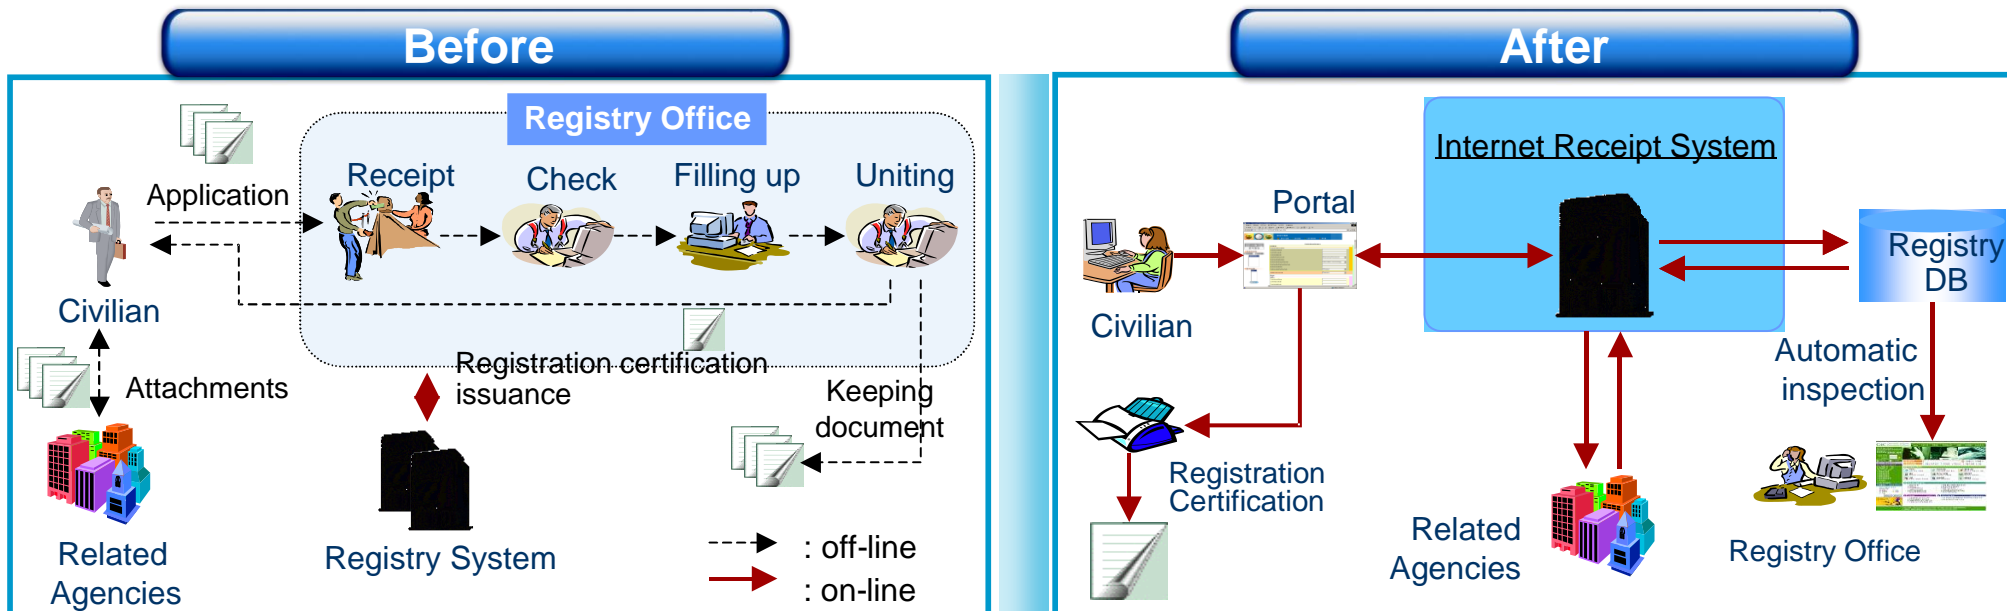 Before
Registry Office
Receipt
Check
Filling up
Uniting
Application
Civilian
Attachments
Registration certification
issuance
Keeping
document
Related
Agencies
Registry System
: off-line
: on-line
After
Internet Receipt System
Portal
Registry
DB
Civilian
Automatic
inspection
Registration
Certification
Related
Agencies
Registry Office